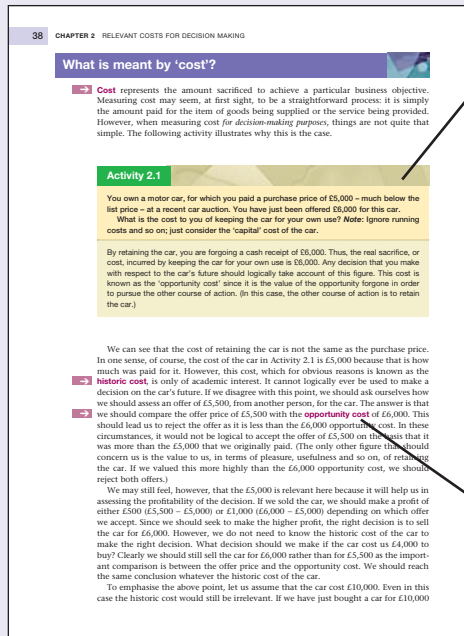 38 CHAPTER 2 RELEVANT COSTS FOR DECISION MAKING
What is meant by ‘cost’?
Cost represents the amount sacrificed to achieve a particular business objective.
Measuring cost may seem, at first sight, to be a straightforward process: it is simply
the amount paid for the item of goods being supplied or the service being provided.
However, when measuring cost for decision-making purposes, things are not quite that
simple. The following activity illustrates why this is the case.
Activity 2.1
You own a motor car, for which you paid a purchase price of £5,000 – much below the
list price – at a recent car auction. You have just been offered £6,000 for this car.
What is the cost to you of keeping the car for your own use? Note: Ignore running
costs and so on; just consider the ‘capital’ cost of the car.
By retaining the car, you are forgoing a cash receipt of £6,000. Thus, the real sacrifice, or
cost, incurred by keeping the car for your own use is £6,000. Any decision that you make
with respect to the car’s future should logically take account of this figure. This cost is
known as the ‘opportunity cost’ since it is the value of the opportunity forgone in order
to pursue the other course of action. (In this case, the other course of action is to retain
the car.)
We can see that the cost of retaining the car is not the same as the purchase price.
In one sense, of course, the cost of the car in Activity 2.1 is £5,000 because that is how
much was paid for it. However, this cost, which for obvious reasons is known as the
historic cost, is only of academic interest. It cannot logically ever be used to make a
decision on the car’s future. If we disagree with this point, we should ask ourselves how
we should assess an offer of £5,500, from another person, for the car. The answer is that
we should compare the offer price of £5,500 with the opportunity cost of £6,000. This
should lead us to reject the offer as it is less than the £6,000 opportunity cost. In these
circumstances, it would not be logical to accept the offer of £5,500 on the basis that it
was more than the £5,000 that we originally paid. (The only other figure that should
concern us is the value to us, in terms of pleasure, usefulness and so on, of retaining
the car. If we valued this more highly than the £6,000 opportunity cost, we should
reject both offers.)
We may still feel, however, that the £5,000 is relevant here because it will help us in
assessing the profitability of the decision. If we sold the car, we should make a profit of
either £500 (£5,500 – £5,000) or £1,000 (£6,000 – £5,000) depending on which offer
we accept. Since we should seek to make the higher profit, the right decision is to sell
the car for £6,000. However, we do not need to know the historic cost of the car to
make the right decision. What decision should we make if the car cost us £4,000 to
buy? Clearly we should still sell the car for £6,000 rather than for £5,500 as the import-
ant comparison is between the offer price and the opportunity cost. We should reach
the same conclusion whatever the historic cost of the car.
To emphasise the above point, let us assume that the car cost £10,000. Even in this
case the historic cost would still be irrelevant. If we have just bought a car for £10,000